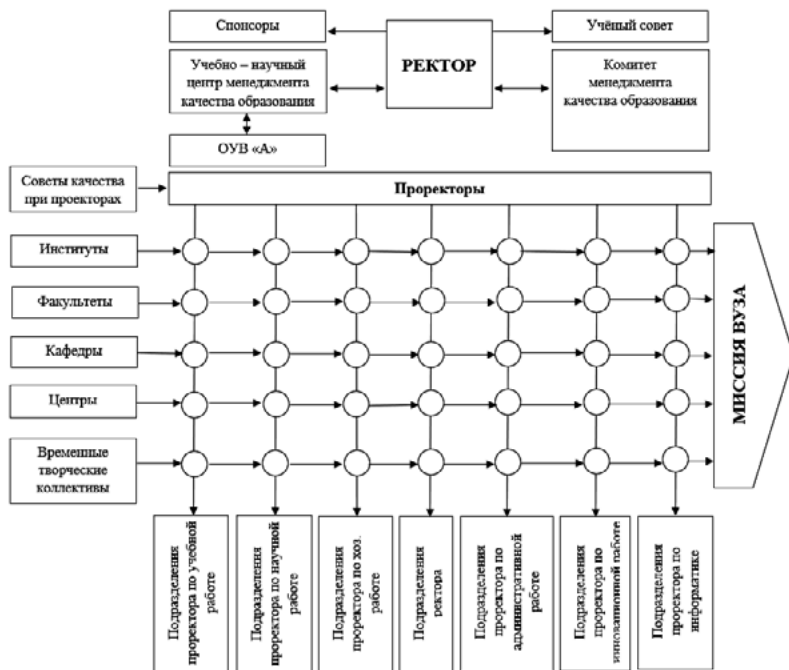 Спонсоры
РЕКТОР
Учёный совет
Учебно – научный
центр менеджмента
качества образования
Комитет
менеджмента
качества образования
ОУВ «А»
Советы качества
при проекторах
Проректоры
Институты
Факультеты
Кафедры
Центры
Временные
творческие
коллективы
МИССИЯ ВУЗА
Подразделения
проректора по учебной
работе
Подразделения
проректора по научной
работе
Подразделения
проректора по хоз.
работе
Подразделения
ректора
Подразделения
проректора по
административной
работе
Подразделения
проректора по
инновационной работе
Подразделения
проректора по
информатике